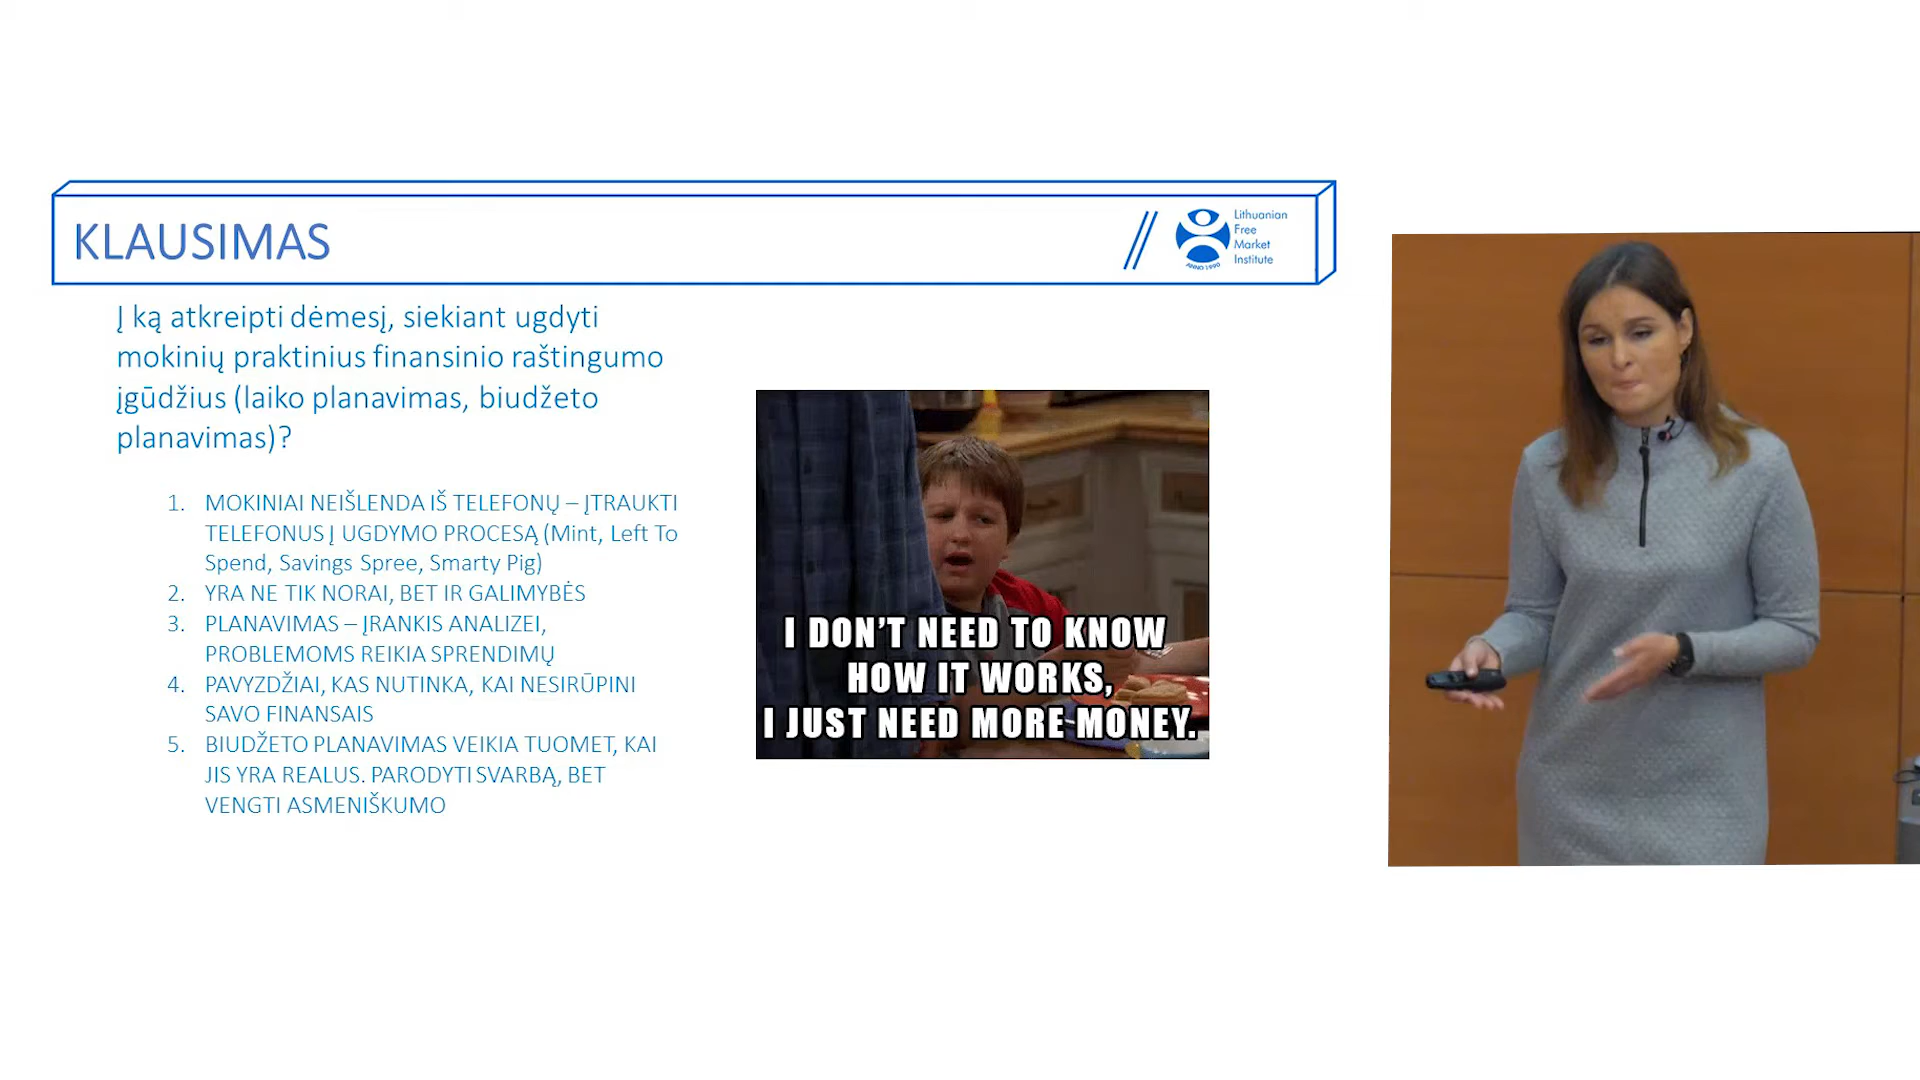 KLAUSIMAS
Lithuanian
Free
Market
Institute
ANNO 1990
Į ką atkreipti dėmesį, siekiant ugdyti
mokinių praktinius finansinio raštingumo
įgūdžius (laiko planavimas, biudžeto
planavimas)?
1. MOKINIAI NEIŠLENDA IŠ TELEFONŲ – ĮTRAUKTI
TELEFONUS Į UGDYMO PROCESĄ (Mint, Left To
Spend, Savings Spree, Smarty Pig)
2. YRA NE TIK NORAI, BET IR GALIMYBĖS
3. PLANAVIMAS – ĮRANKIS ANALIZEI,
PROBLEMOMS REIKIA SPRENDIMŲ
4. PAVYZDŽIAI, KAS NUTINKA, KAI NESIRŪPINI
SAVO FINANSAIS
5. BIUDŽETO PLANAVIMAS VEIKIA TUOMET, KAI
JIS YRA REALUS. PARODYTI SVARBĄ, BET
VENGTI ASMENIŠKUMO
I DON'T NEED TO KNOW
HOW IT WORKS,
I JUST NEED MORE MONEY.